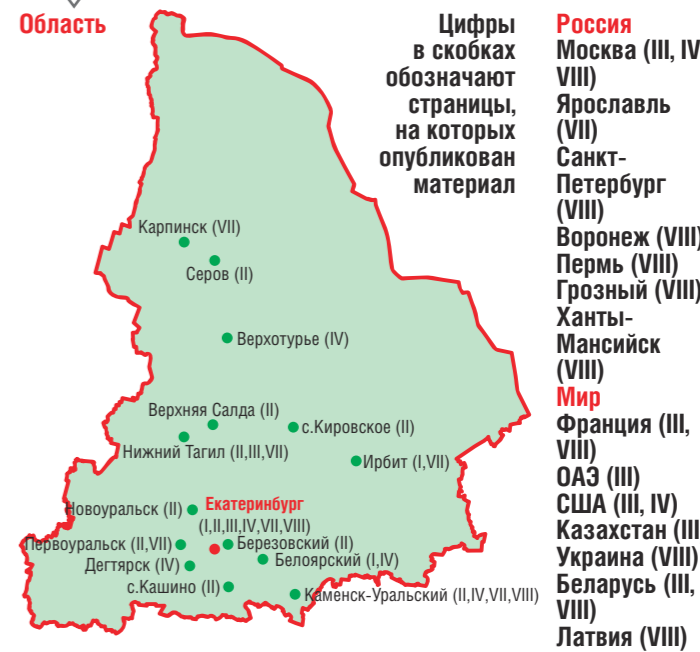 Область
Цифры
в скобках
обозначают
страницы,
на которых
опубликован
материал
Карпинск (VII)
Серов (II)
Верхотурье (IV)
Верхняя Салда (II)
с.Кировское (II)
Нижний Тагил (II,III,VII)
Ирбит (I,VII)
Новоуральск (II)
Екатеринбург
(I,II,III,IV,VII,VIII)
Первоуральск (II,VII)
Березовский (II)
Дегтярск (IV)
Белоярский (I,IV)
с.Кашино (II)
Каменск-Уральский (II,IV,VII,VIII)
Россия
Москва (III, IV
VIII)
Ярославль
(VII)
Санкт-
Петербург
(VIII)
Воронеж (VIII)
Пермь (VIII)
Грозный (VIII)
Ханты-
Мансийск
(VIII)
Мир
Франция (III,
VIII)
ОАЭ (III)
США (III, IV)
Казахстан (III
Украина (VIII)
Беларусь (III,
VIII)
Латвия (VIII)